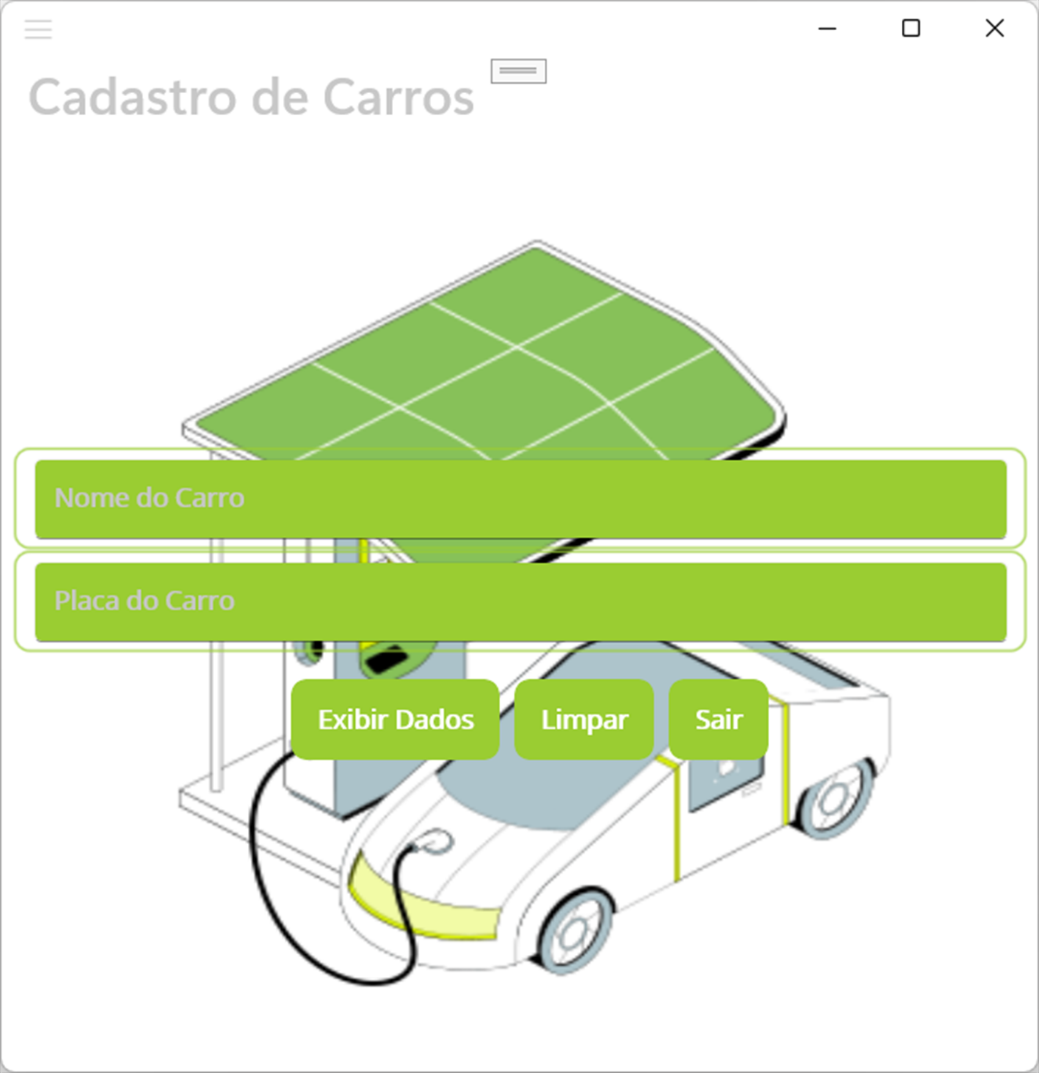 Cadastro de Carros
Nome do Carro
Placa do Carro
Exibir Dados Limpar Sair